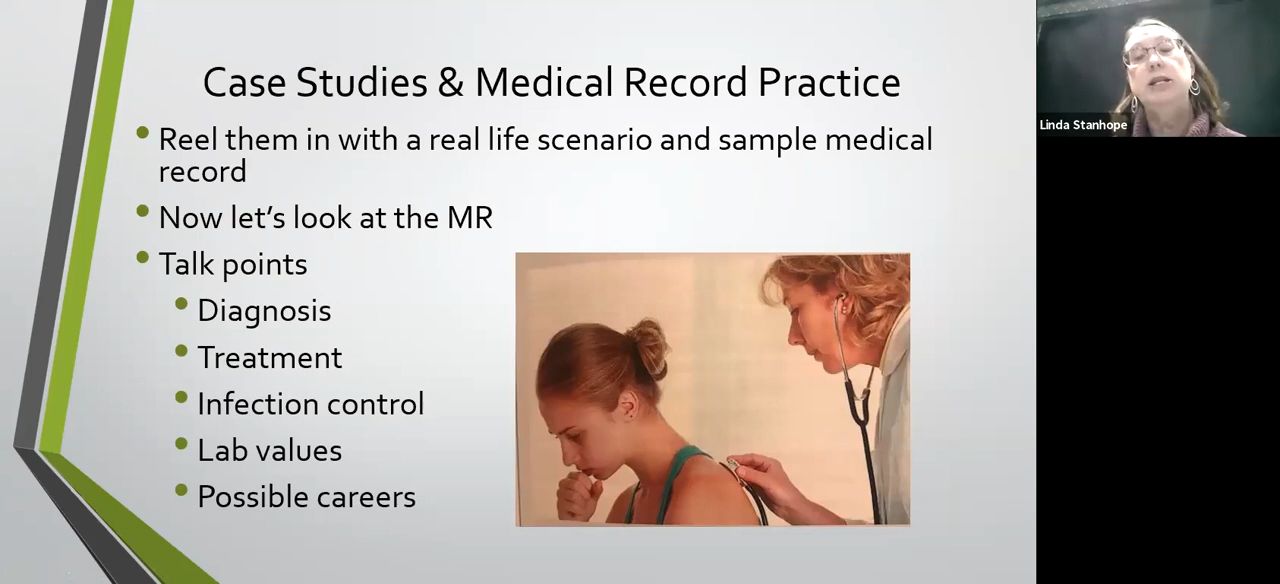 Case Studies & Medical Record Practice
Reel them in with a real life scenario and sample medical
record
Now let's look at the MR
Talk points
Diagnosis
Treatment
Infection control
Lab values
Possible careers
Linda Stanhope